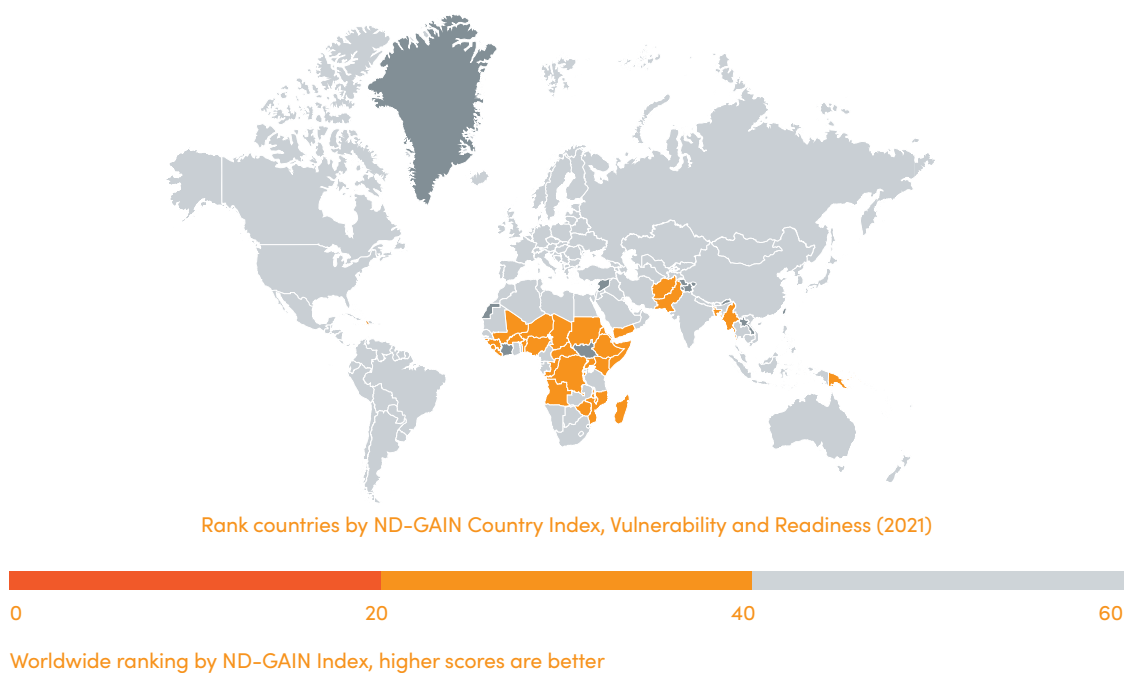 Rank countries by ND-GAIN Country Index, Vulnerability and Readiness (2021)
0 20 40 60
Worldwide ranking by ND-GAIN Index, higher scores are better